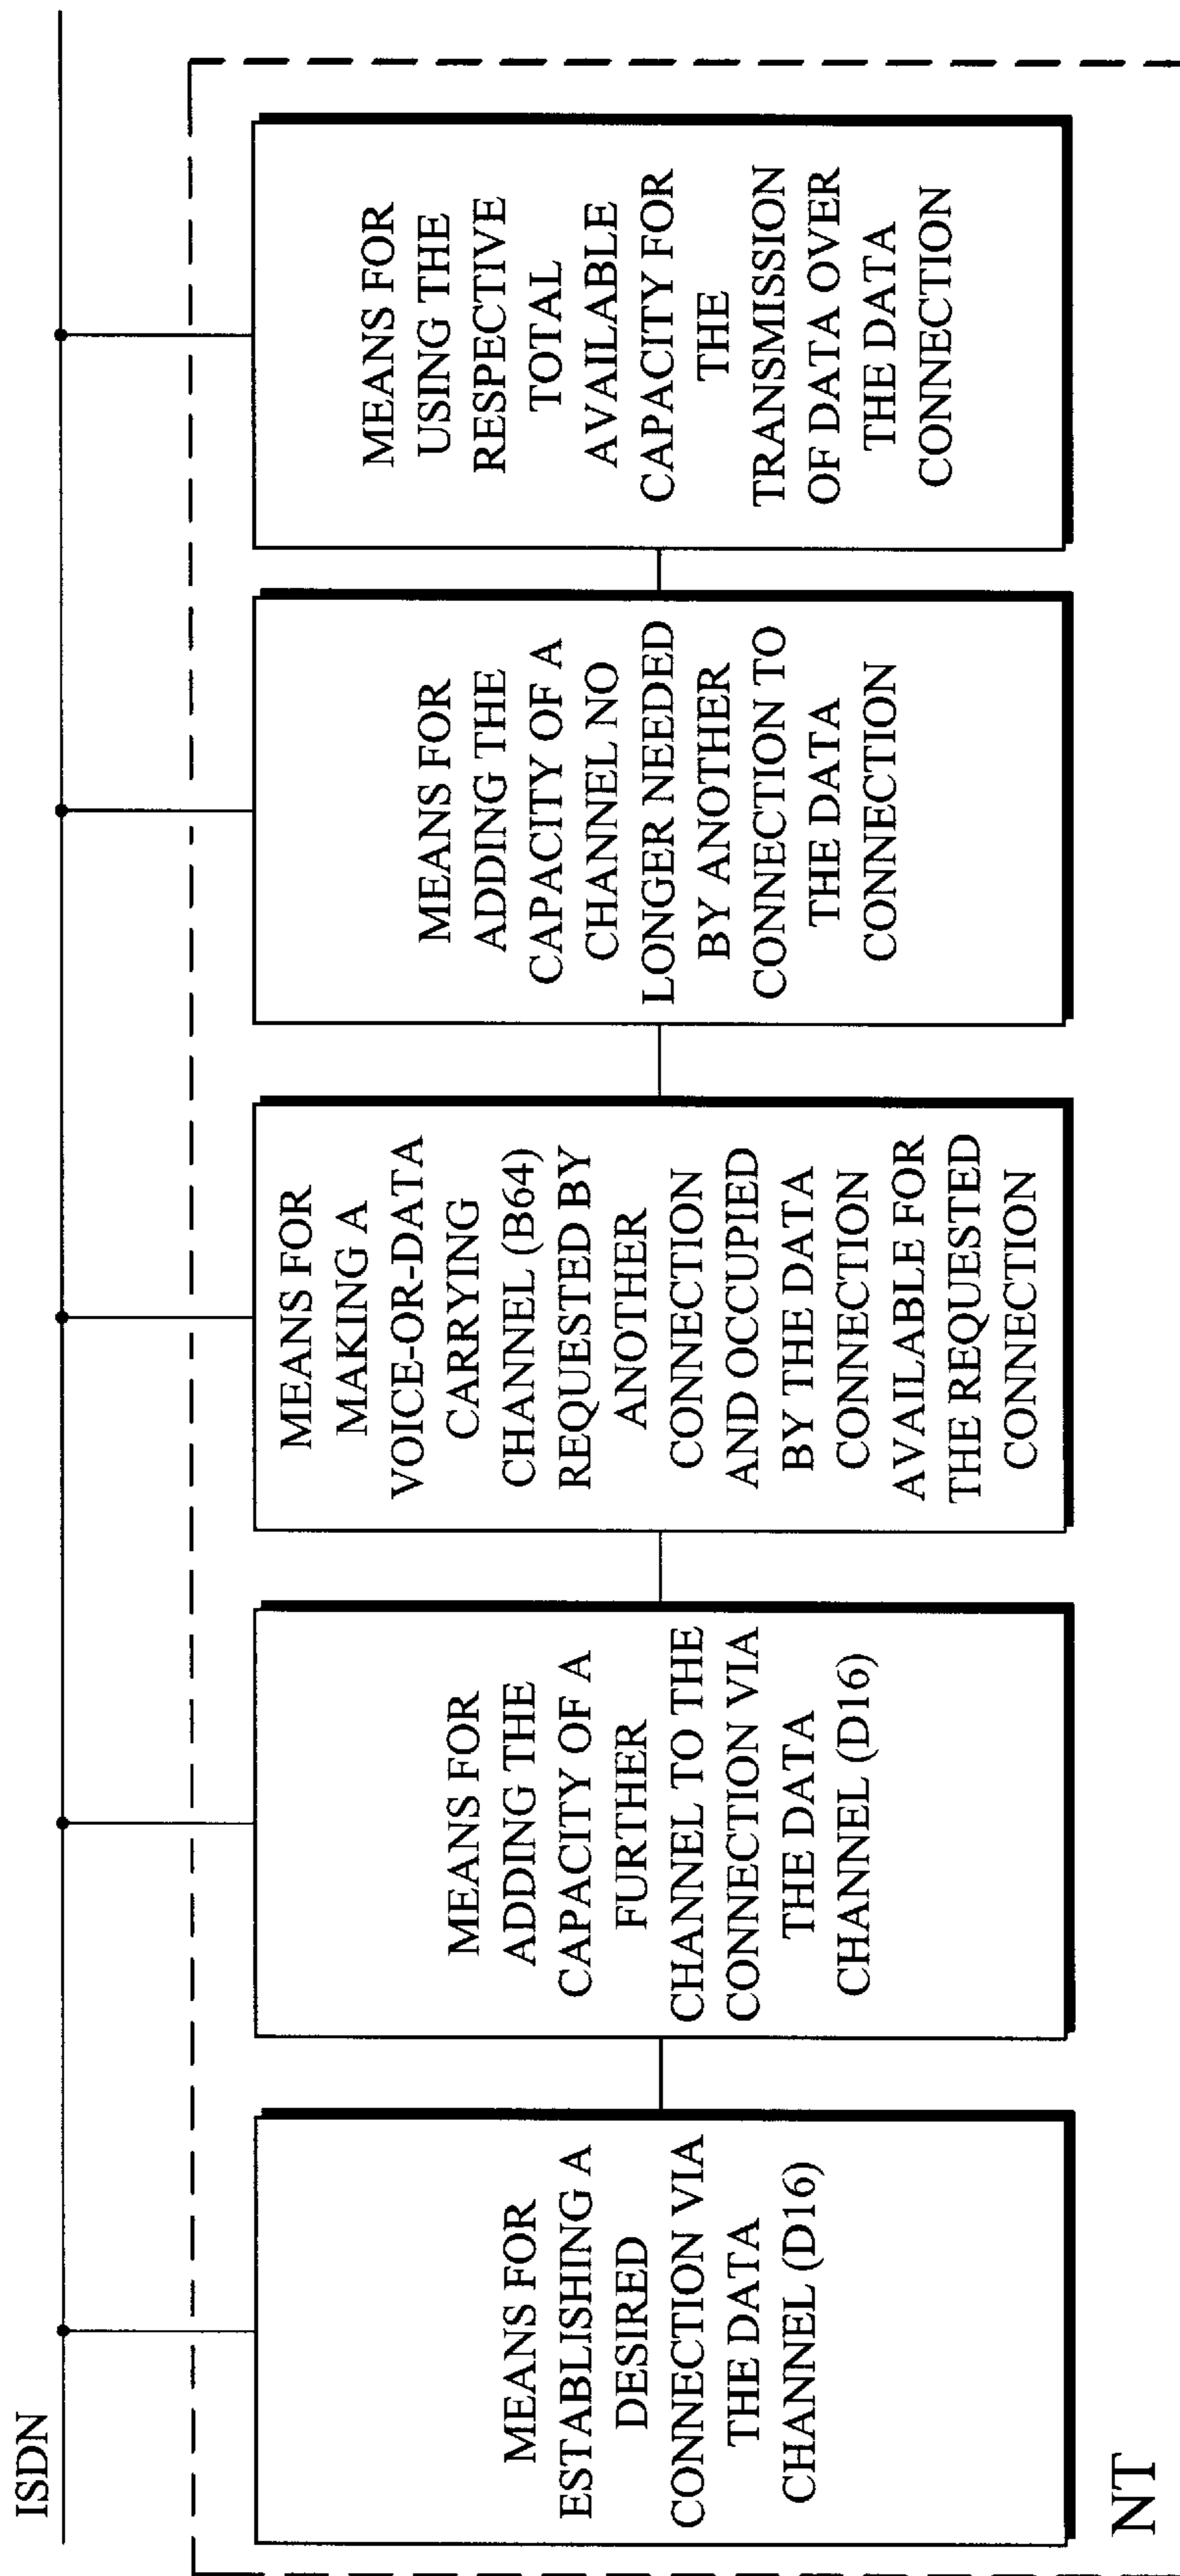 ISDN
MEANS FOR
ESTABLISHING A
DESIRED
CONNECTION VIA
THE DATA
CHANNEL (D16)
MEANS FOR
ADDING THE
CAPACITY OF A
FURTHER
CHANNEL TO THE
CONNECTION VIA
THE DATA
CHANNEL (D16)
MEANS FOR
MAKING A
VOICE-OR-DATA
CARRYING
CHANNEL (B64)
REQUESTED BY
ANOTHER
CONNECTION
AND OCCUPIED
BY THE DATA
CONNECTION
AVAILABLE FOR
THE REQUESTED
CONNECTION
MEANS FOR
ADDING THE
CAPACITY OF A
CHANNEL NO
LONGER NEEDED
BY ANOTHER
CONNECTION TO
THE DATA
CONNECTION
MEANS FOR
USING THE
RESPECTIVE
TOTAL
AVAILABLE
CAPACITY FOR
THE
TRANSMISSION
OF DATA OVER
THE DATA
CONNECTION
NT